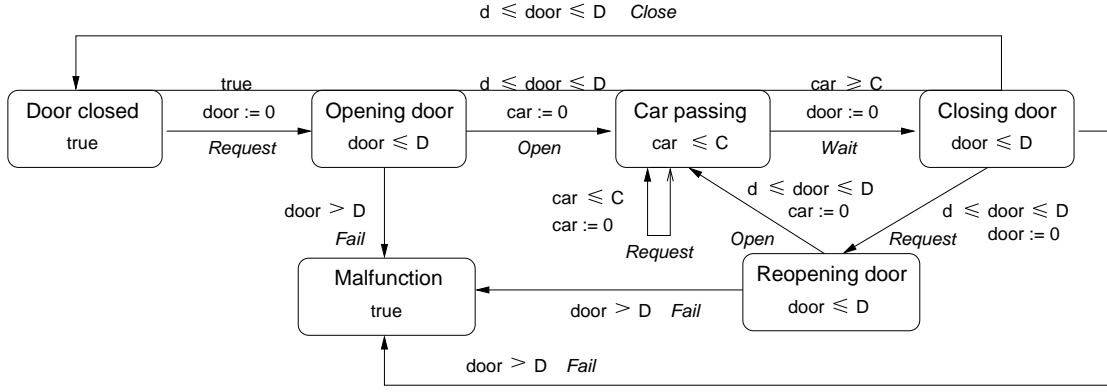 d ≤ door ≤ D Close
true
d ≤ door ≤ D
car ≥ C
Door closed
true
door := 0
Request
Opening door
door ≤ D
car := 0
Open
Car passing
car ≤ C
door := 0
Wait
Closing door
door ≤ D
door > D
Fail
car ≤ C
car := 0
Request
d ≤ door ≤ D
car := 0
Open
d ≤ door ≤ D
door := 0
Request
Malfunction
true
door > D Fail
Reopening door
door ≤ D
door > D Fail